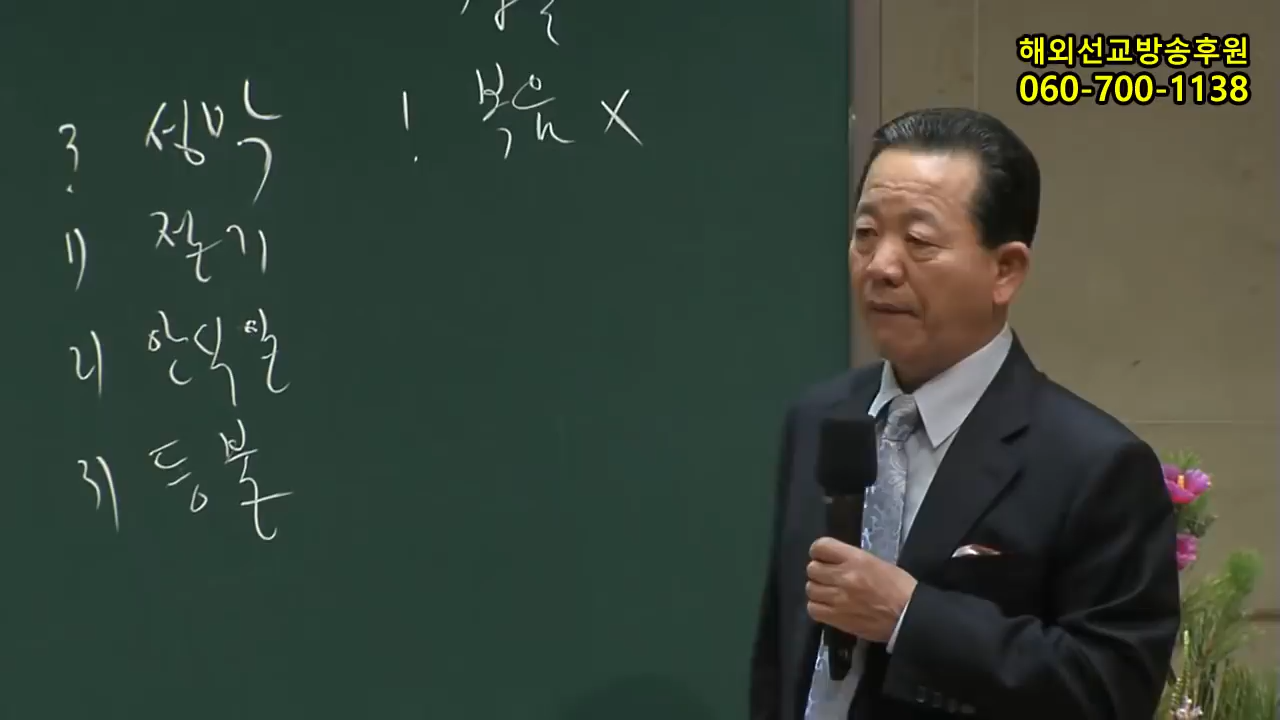 해외선교방송후원
060-700-1138
! 복음 X
3. 성막
1) 절기
2) 안식일
3) 등불